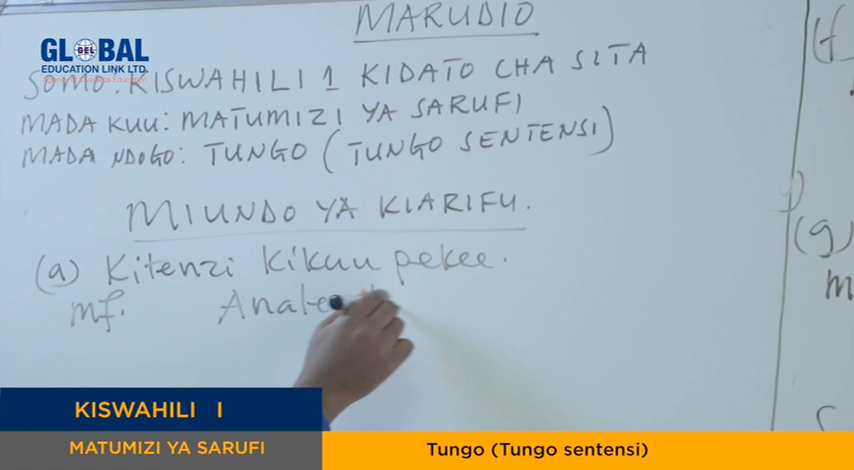 MARUDIO
GLOBAL
GEL
EDUCATION LINK LTD.
SOMO: KISWAHILI 1 KIDATO CHA SITA
MADA KUU: MATUMIZI YA SARUFI
MADA NDOGO: TUNGO (TUNGO SENTENSI)
MIUNDO YA KIARIFU.
(a) Kitenzi kikuu pekee.
mf.
(f
(g)
m
KISWAHILI I
MATUMIZI YA SARUFI
Tungo (Tungo sentensi)